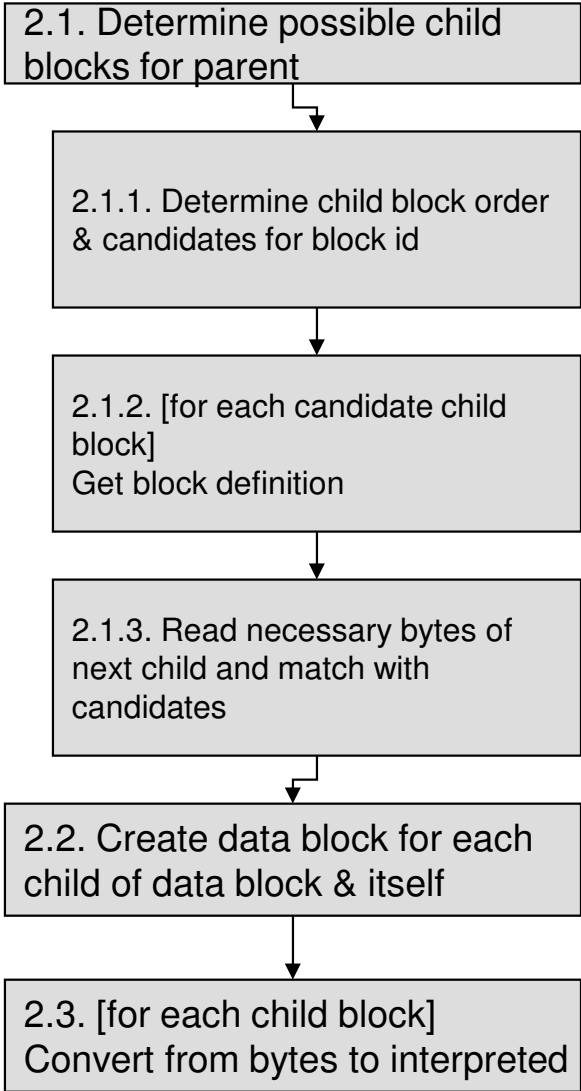 2.1. Determine possible child
blocks for parent
2.1.1. Determine child block order
& candidates for block id
2.1.2. [for each candidate child
block]
Get block definition
2.1.3. Read necessary bytes of
next child and match with
candidates
2.2. Create data block for each
child of data block & itself
2.3. [for each child block]
Convert from bytes to interpreted